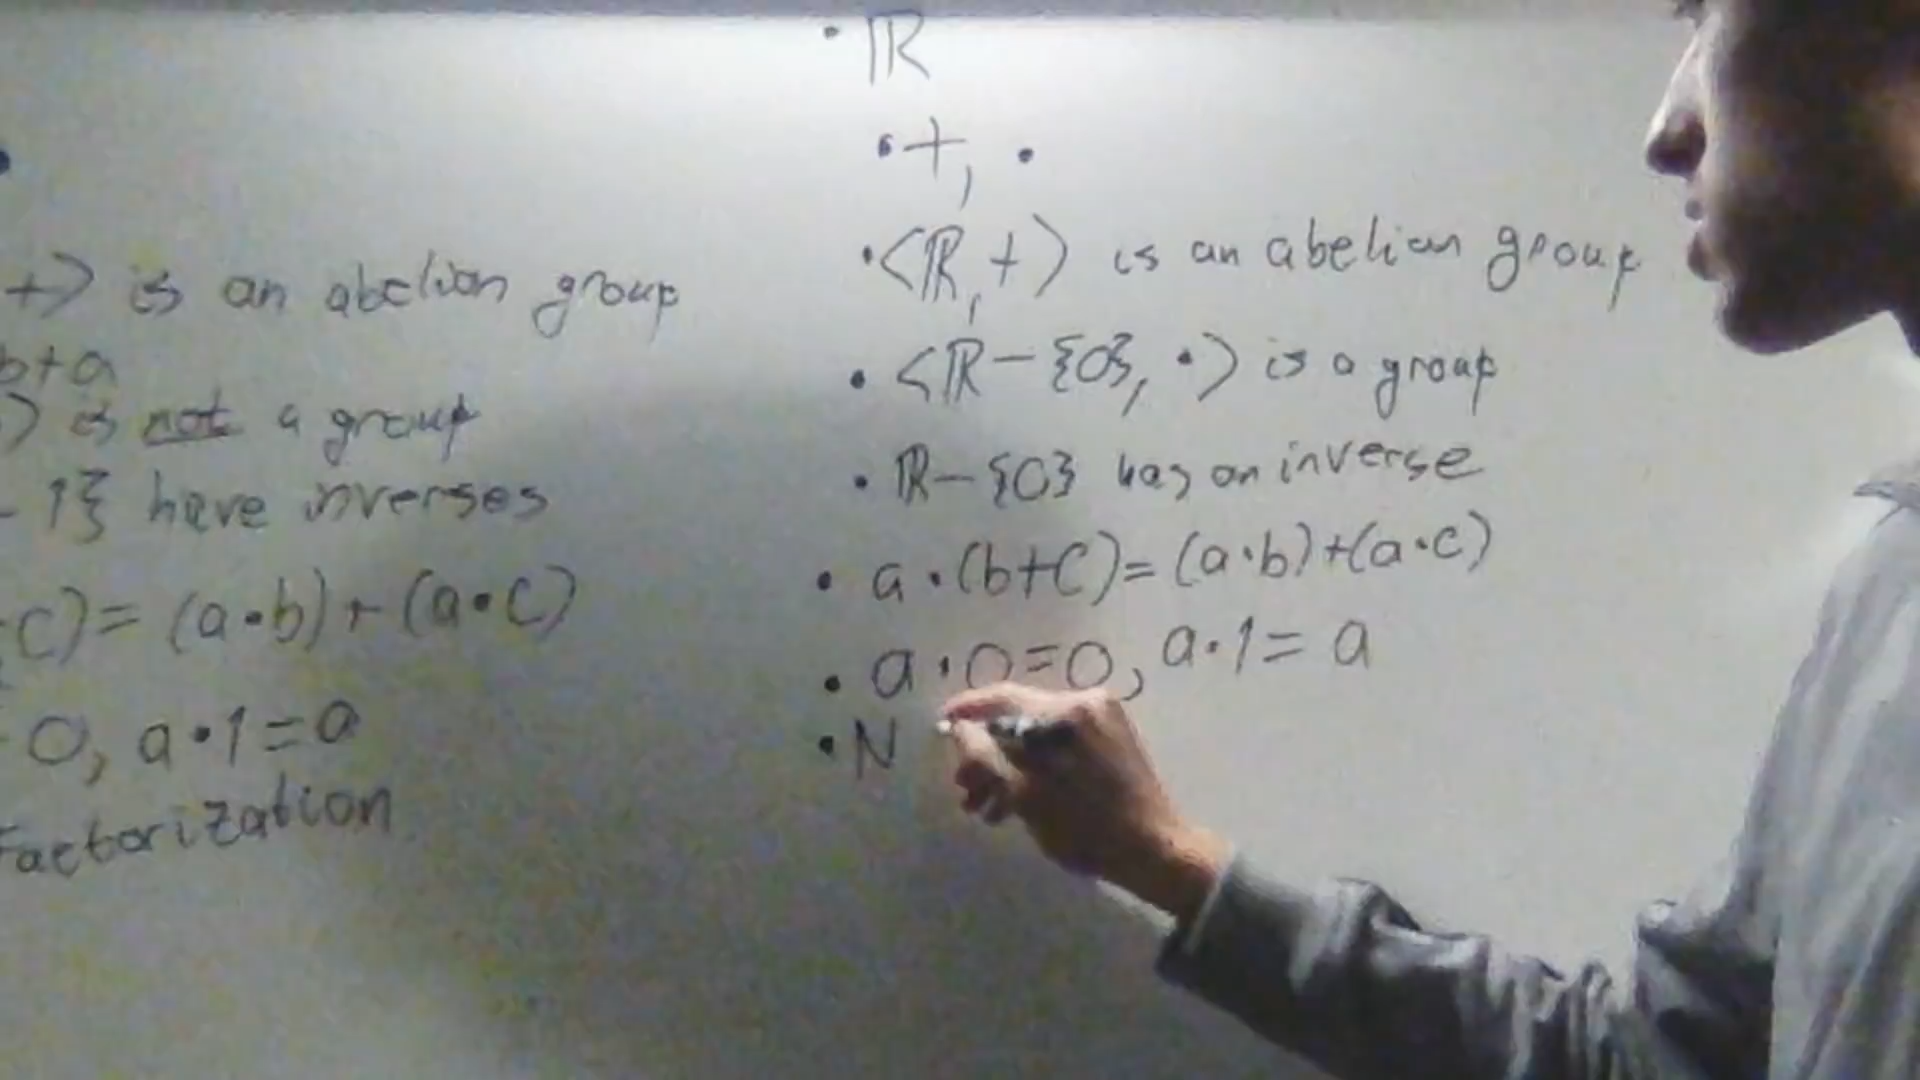 +> is an abelian group
b+a
> is not a group
- 1} have inverses
c) = (a•b)+(a•c)
0, a•1=a
Factorization
• ℝ
• +, •
• <ℝ, +> is an abelian group
• <ℝ-{0}, •> is a group
• ℝ-{0} has an inverse
• a•(b+c)=(a•b)+(a•c)
• a•0=0, a•1=a
• N